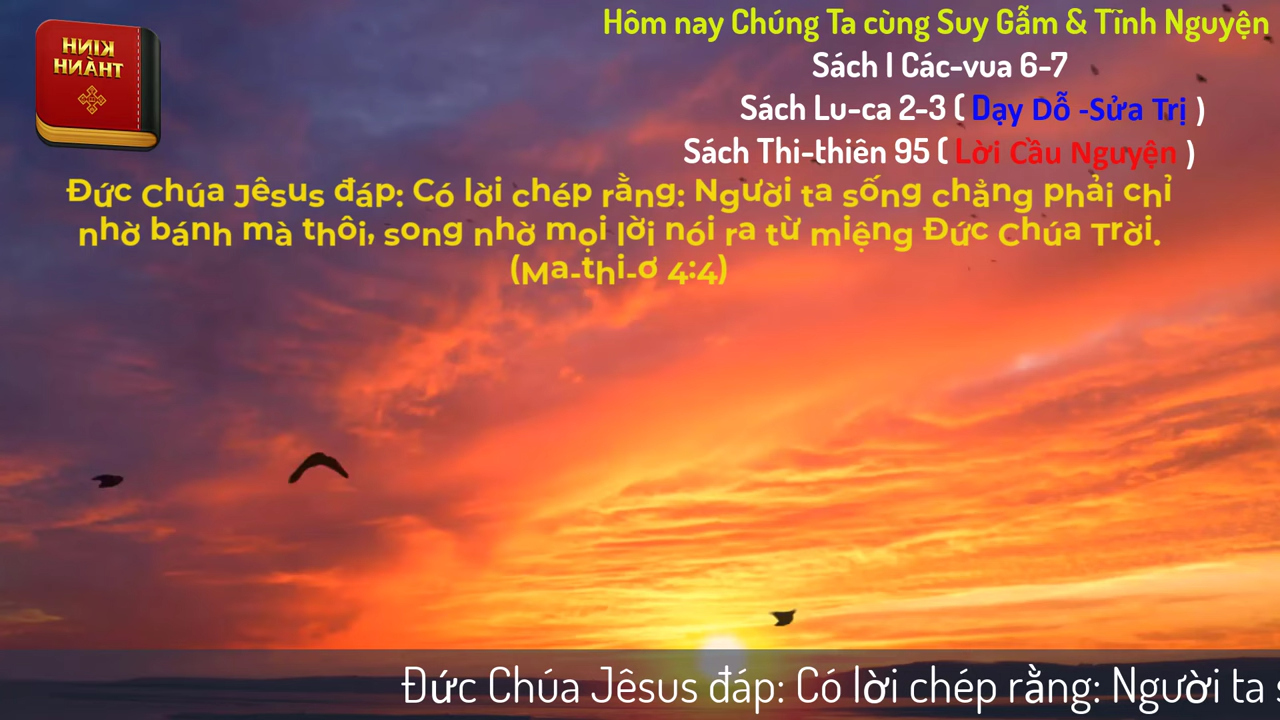 KINH
THÀNH
Hôm nay Chúng Ta cùng Suy Gẫm & Tĩnh Nguyện
Sách I Các-vua 6-7
Sách Lu-ca 2-3 ( Dạy Dỗ -Sửa Trị )
Sách Thi-thiên 95 ( Lời Cầu Nguyện )
Đức Chúa Jêsus đáp: Có lời chép rằng: Người ta sống chẳng phải chỉ
nhờ bánh mà thôi, song nhờ mọi lời nói ra từ miệng Đức Chúa Trời.
(Ma-thi-ơ 4:4)
Đức Chúa Jêsus đáp: Có lời chép rằng: Người ta